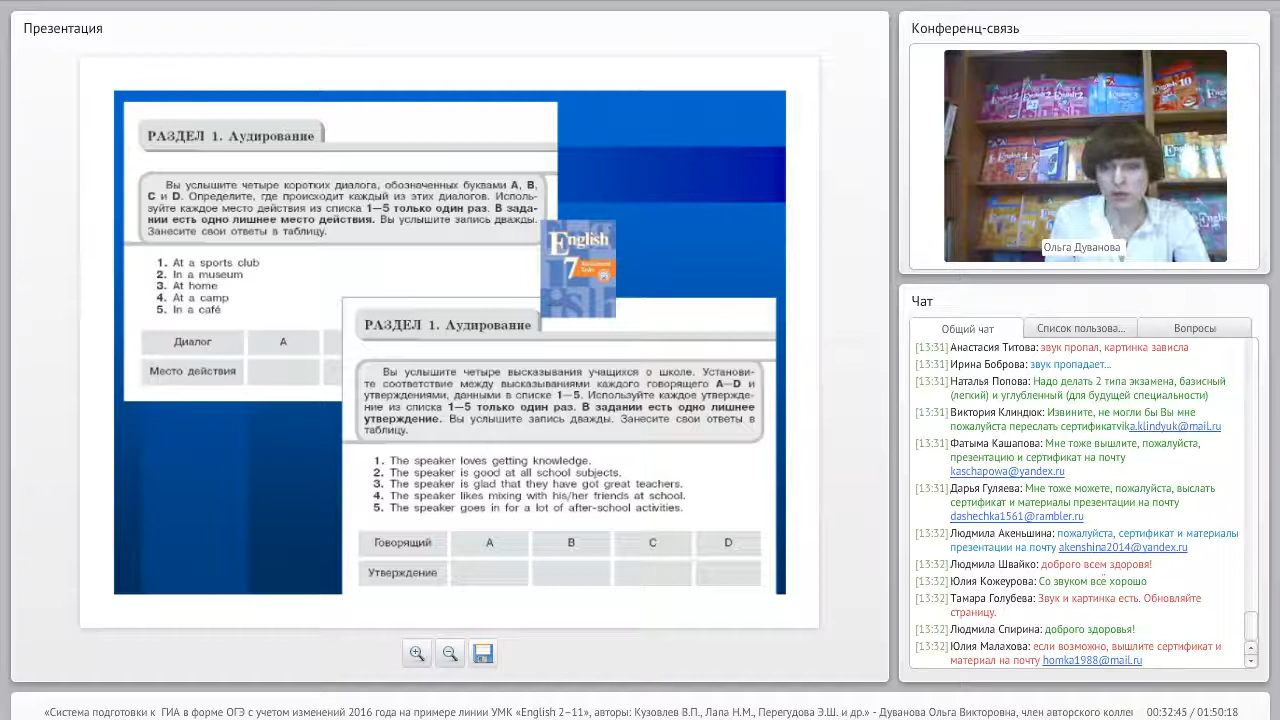 Презентация
РАЗДЕЛ 1. Аудирование
Вы услышите четыре коротких диалога, обозначенных буквами А, В,
С и D. Определите, где происходит каждый из этих диалогов. Исполь-
зуйте каждое место действия из списка 1—5 только один раз. В зада-
нии есть одно лишнее место действия. Вы услышите запись дважды.
Занесите свои ответы в таблицу.
1. At a sports club
2. In a museum
3. At home
4. At a camp
5. In a café
Диалог A
Место действия
English
7
РАЗДЕЛ 1. Аудирование
Вы услышите четыре высказывания учащихся о школе. Установи-
те соответствие между высказываниями каждого говорящего A—D и
утверждениями, данными в списке 1—5. Используйте каждое утвержде-
ние из списка 1—5 только один раз. В задании есть одно лишнее
утверждение. Вы услышите запись дважды. Занесите свои ответы в
таблицу.
1. The speaker loves getting knowledge.
2. The speaker is good at all school subjects.
3. The speaker is glad that they have got great teachers.
4. The speaker likes mixing with his/her friends at school.
5. The speaker goes in for a lot of after-school activities.
Говорящий A B C D
Утверждение
Конференц-связь
Ольга Дуванова
Чат
Общий чат Список пользова... Вопросы
[13:31] Анастасия Титова: звук пропал, картинка зависла
[13:31] Ирина Боброва: звук пропадает...
[13:31] Наталья Попова: Надо делать 2 типа экзамена, базисный
(легкий) и углубленный (для будущей специальности)
[13:31] Виктория Клиндюк: Извините, не могли бы Вы мне
пожалуйста переслать сертификатvika.klindyuk@mail.ru
[13:31] Фатыма Кашапова: Мне тоже вышлите, пожалуйста,
презентацию и сертификат на почту
kaschapowa@yandex.ru
[13:31] Дарья Гуляева: Мне тоже можете, пожалуйста, выслать
сертификат и материалы презентации на почту
dashechka1561@rambler.ru
[13:32] Людмила Акеньшина: пожалуйста, сертификат и материалы
презентации на почту akenshina2014@yandex.ru
[13:32] Людмила Швайко: доброго всем здоровя!
[13:32] Юлия Кожеурова: Со звуком всё хорошо
[13:32] Тамара Голубева: Звук и картинка есть. Обновляйте
страницу.
[13:32] Людмила Спирина: доброго здоровья!
[13:32] Юлия Малахова: если возможно, вышлите сертификат и
материал на почту homka1988@mail.ru
«Система подготовки к ГИА в форме ОГЭ с учетом изменений 2016 года на примере линии УМК «English 2–11», авторы: Кузовлев В.П., Лапа Н.М., Перегудова Э.Ш. и др.» - Дуванова Ольга Викторовна, член авторского коллек 00:32:45 / 01:50:18